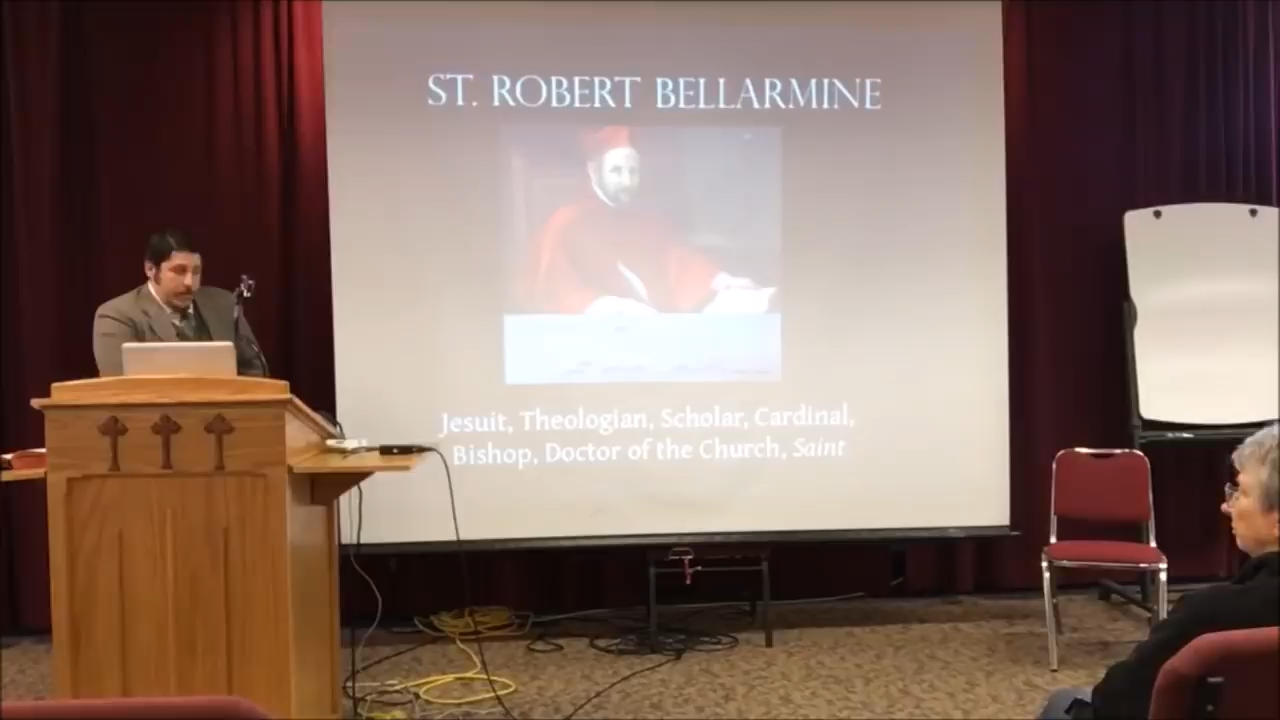 ST. ROBERT BELLARMINE
Jesuit, Theologian, Scholar, Cardinal,
Bishop, Doctor of the Church, Saint